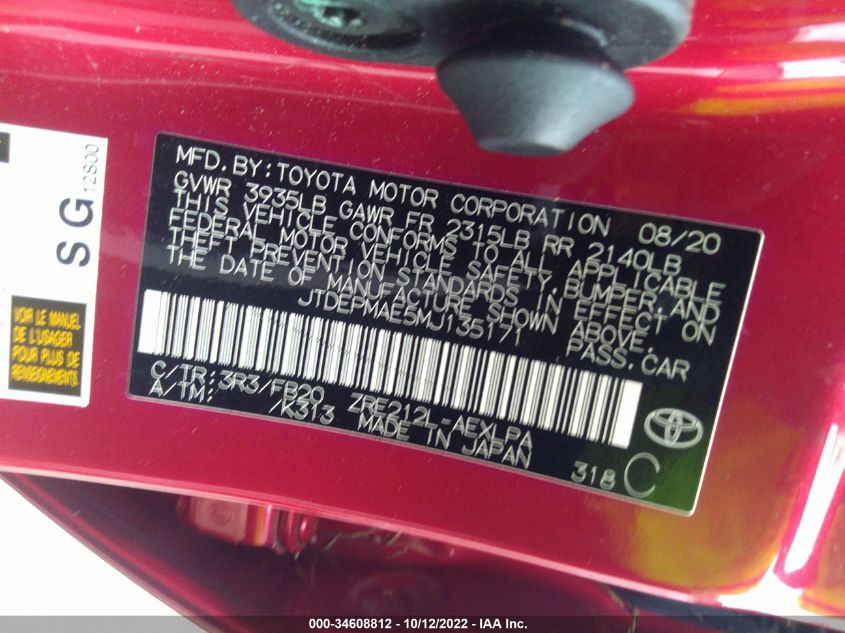 MFD. BY: TOYOTA MOTOR CORPORATION 08/20
GVWR 3935LB GAWR FR 2315LB RR 2140LB
THIS VEHICLE CONFORMS TO ALL APPLICABLE
FEDERAL MOTOR VEHICLE SAFETY, BUMPER, AND
THEFT PREVENTION STANDARDS IN EFFECT ON
THE DATE OF MANUFACTURE SHOWN ABOVE.
JTDEPMAE5MJ135171 PASS. CAR
C/TR: 3R3/FB20 ZRE212L-AEXLPA
A/TM: /K313 MADE IN JAPAN
318 C
SG
12S00
VOIR LE MANUEL
DE L'USAGER
POUR PLUS DE
RENSEIGNEMENTS
000-34608812 - 10/12/2022 - IAA Inc.